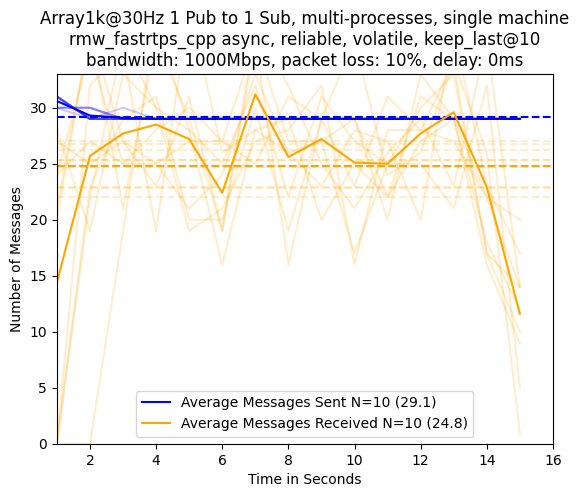 Array1k@30Hz 1 Pub to 1 Sub, multi-processes, single machine
rmw_fastrtps_cpp async, reliable, volatile, keep_last@10
bandwidth: 1000Mbps, packet loss: 10%, delay: 0ms
Number of Messages
30
25
20
15
10
5
0
Average Messages Sent N=10 (29.1)
Average Messages Received N=10 (24.8)
2 4 6 8 10 12 14 16
Time in Seconds